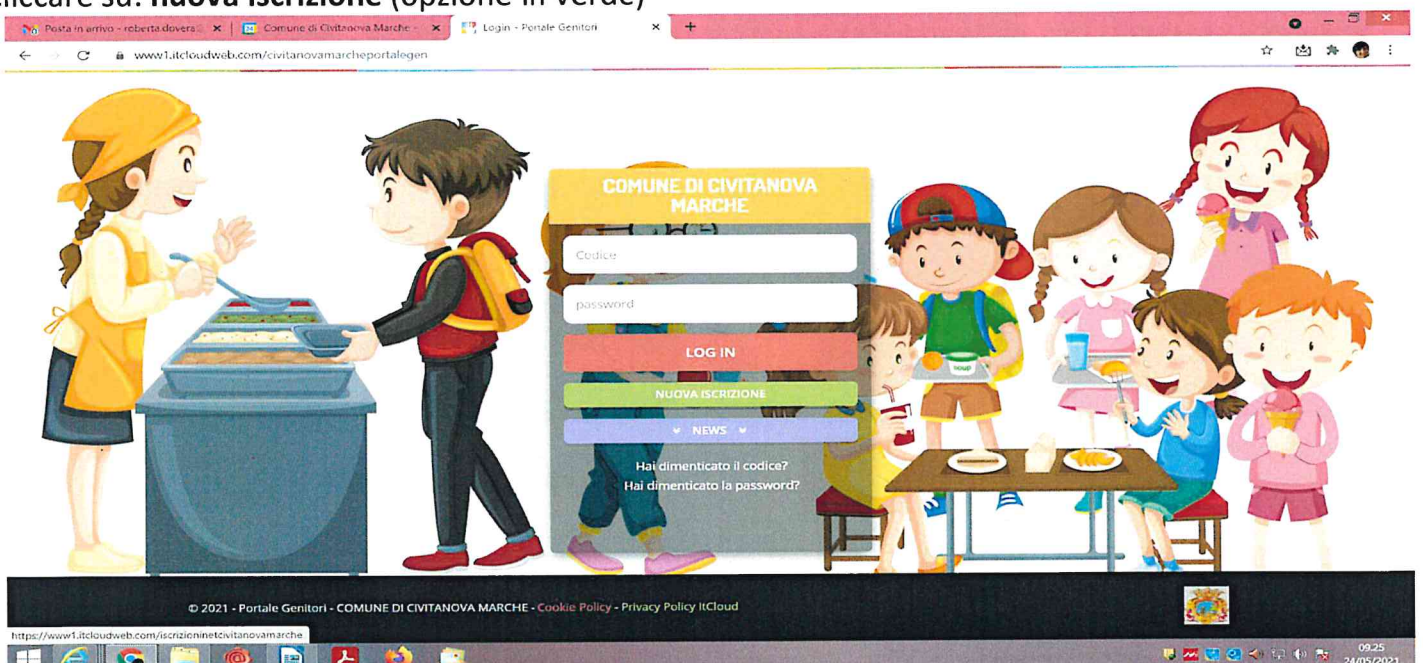 cliccare su: nuova iscrizione (opzione in verde)
Posta in arrivo - roberta.dovera
Comune di Civitanova Marche -
Login - Portale Genitori
www1.itcloudweb.com/civitanovamarcheportalegen
COMUNE DI CIVITANOVA
MARCHE
Codice
password
LOG IN
NUOVA ISCRIZIONE
NEWS
Hai dimenticato il codice?
Hai dimenticato la password?
soup
© 2021 - Portale Genitori - COMUNE DI CIVITANOVA MARCHE - Cookie Policy - Privacy Policy ItCloud
https://www1.itcloudweb.com/iscrizioninetcivitanovamarche
09:25
24/05/2021